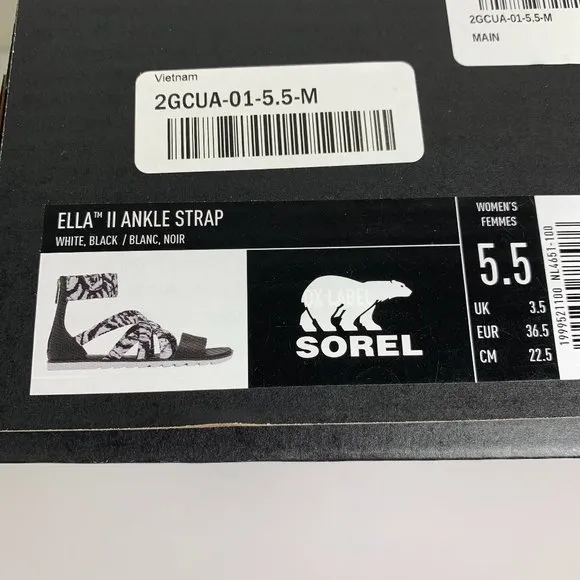 2GCUA-01-5.5-M
MAIN
Vietnam
2GCUA-01-5.5-M
ELLA™ II ANKLE STRAP
WHITE, BLACK / BLANC, NOIR
SOREL
WOMEN'S
FEMMES
5.5
UK 3.5
EUR 36.5
CM 22.5
1999521100 NL4651-100